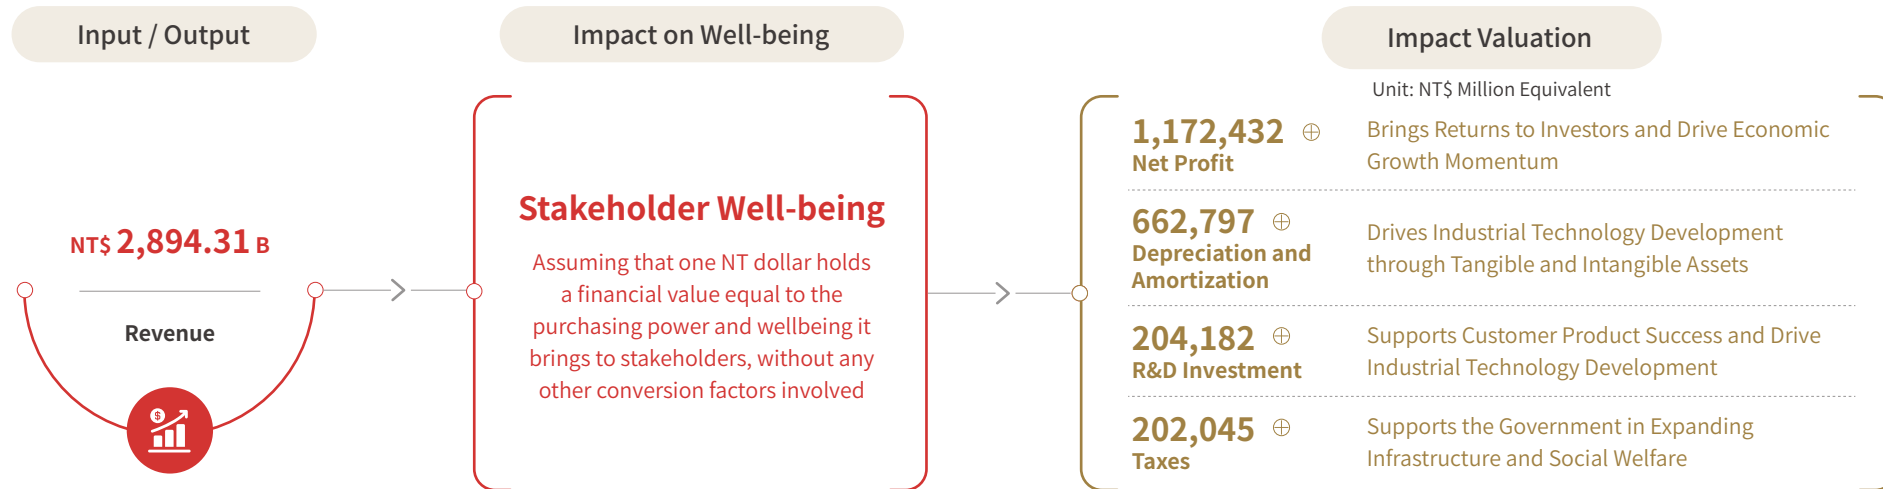 Input / Output
Impact on Well-being
Impact Valuation
Unit: NT$ Million Equivalent
NT$ 2,894.31 B
Revenue
$
Stakeholder Well-being
Assuming that one NT dollar holds
a financial value equal to the
purchasing power and wellbeing it
brings to stakeholders, without any
other conversion factors involved
1,172,432
Net Profit
Brings Returns to Investors and Drive Economic
Growth Momentum
662,797
Depreciation and
Amortization
Drives Industrial Technology Development
through Tangible and Intangible Assets
204,182
R&D Investment
Supports Customer Product Success and Drive
Industrial Technology Development
202,045
Taxes
Supports the Government in Expanding
Infrastructure and Social Welfare